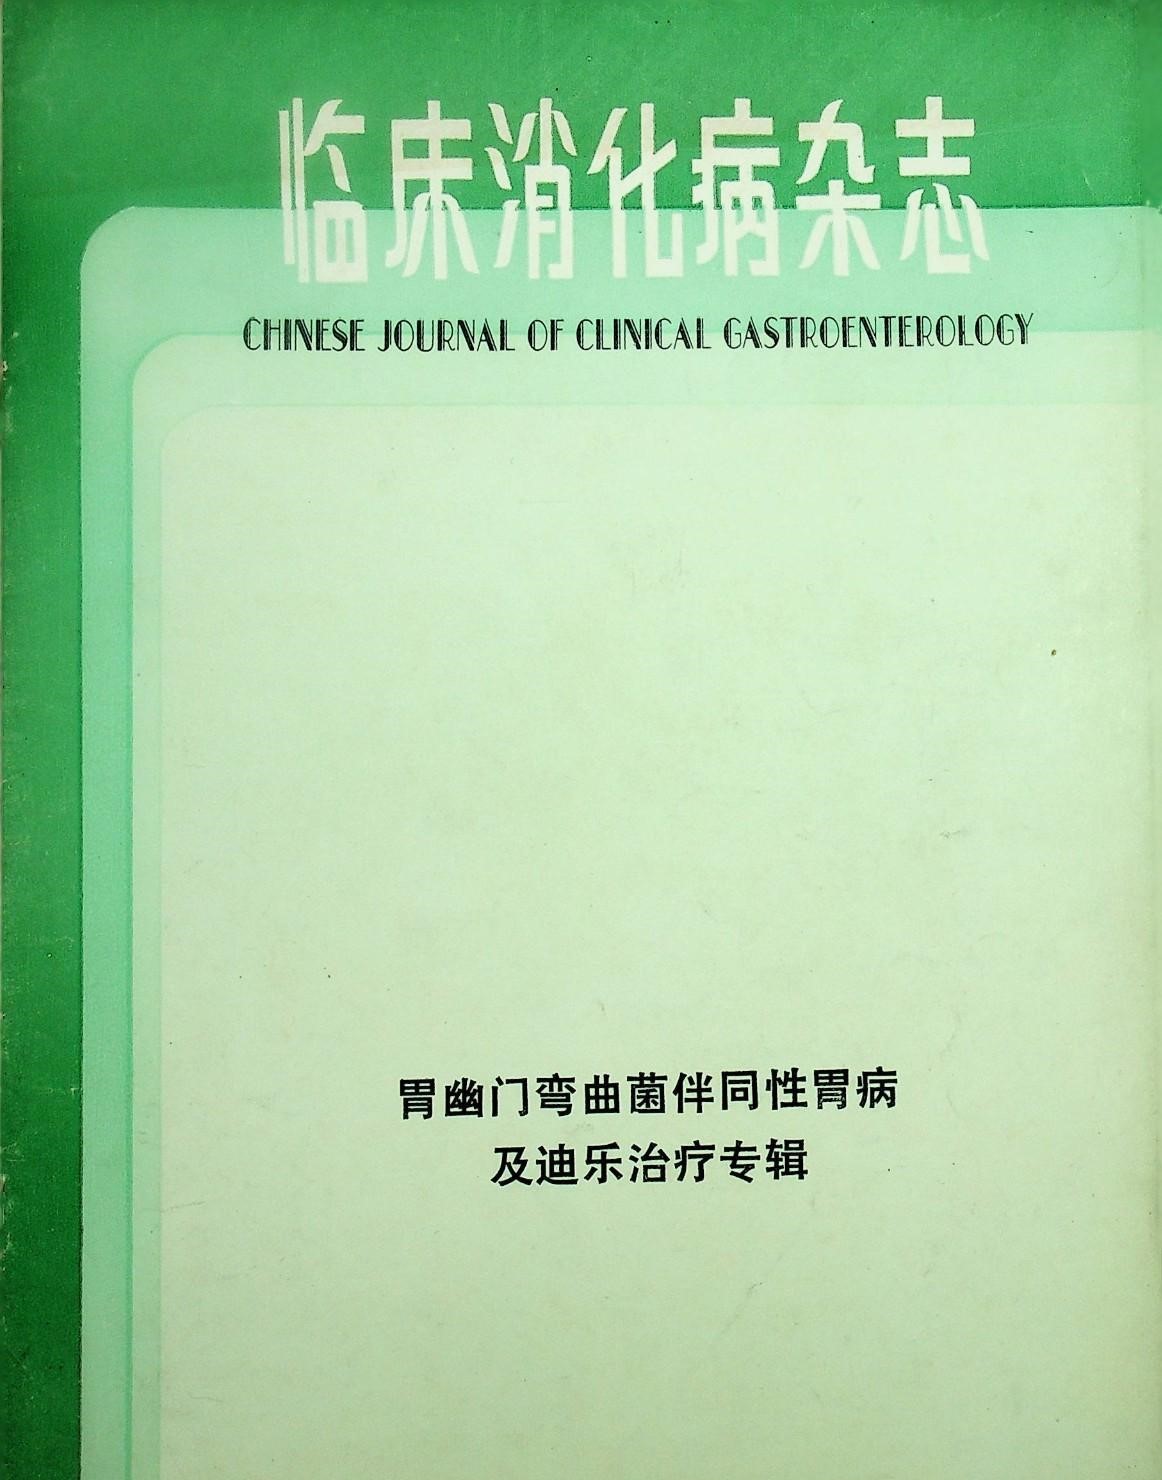 临床消化病杂志
CHINESE JOURNAL OF CLINICAL GASTROENTEROLOGY
胃幽门弯曲菌伴同性胃病
及迪乐治疗专辑